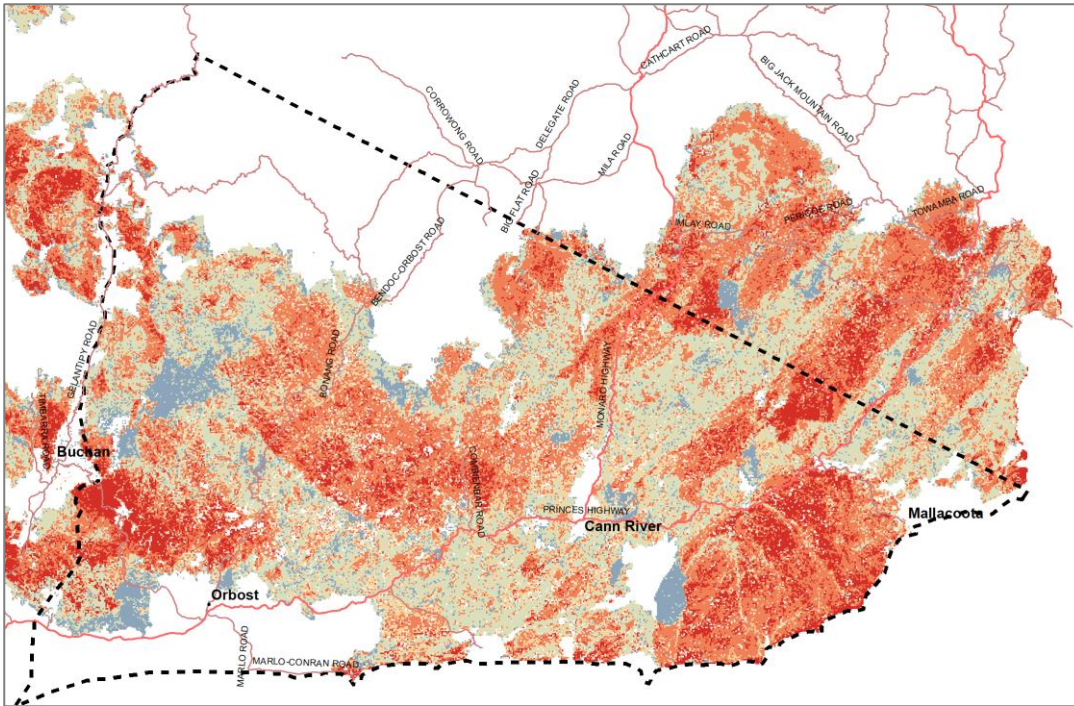 CATHCART ROAD
BIG JACK MOUNTAIN ROAD
CORROWONG ROAD
DELEGATE ROAD
MILA ROAD
BIG FLAT ROAD
IMLAY ROAD
PERICOE ROAD
TOWAMBA ROAD
BENDOC-ORBOST ROAD
BONANG ROAD
GELANTIPY ROAD
MONARO HIGHWAY
TIMBARRA ROAD
Buchan
COMBIENBAR ROAD
PRINCES HIGHWAY
Cann River
Mallacoota
Orbost
MARLO ROAD
MARLO-CONRAN ROAD